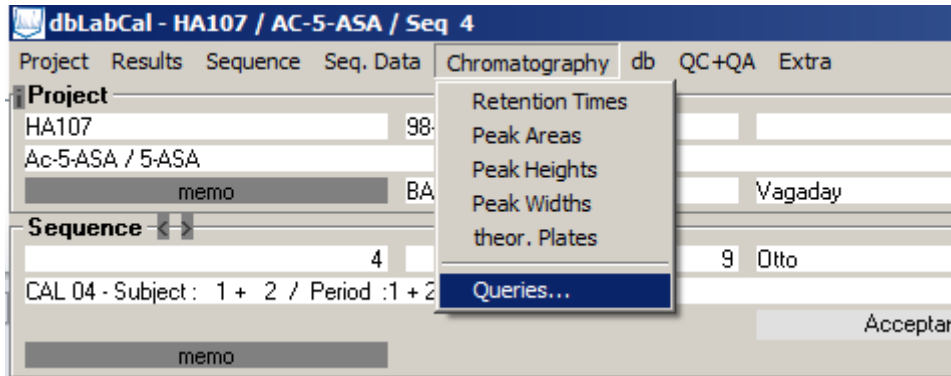 dbLabCal - HA107 / AC-5-ASA / Seq 4
Project Results Sequence Seq. Data Chromatography db QC+QA Extra
i Project
Retention Times
HA107 98-
Peak Areas
Ac-5-ASA / 5-ASA
Peak Heights
memo BA Vagaday
Peak Widths
Sequence < >
theor. Plates
4 9 Otto
CAL 04 - Subject : 1 + 2 / Period :1 + 2
Queries...
Acceptan
memo